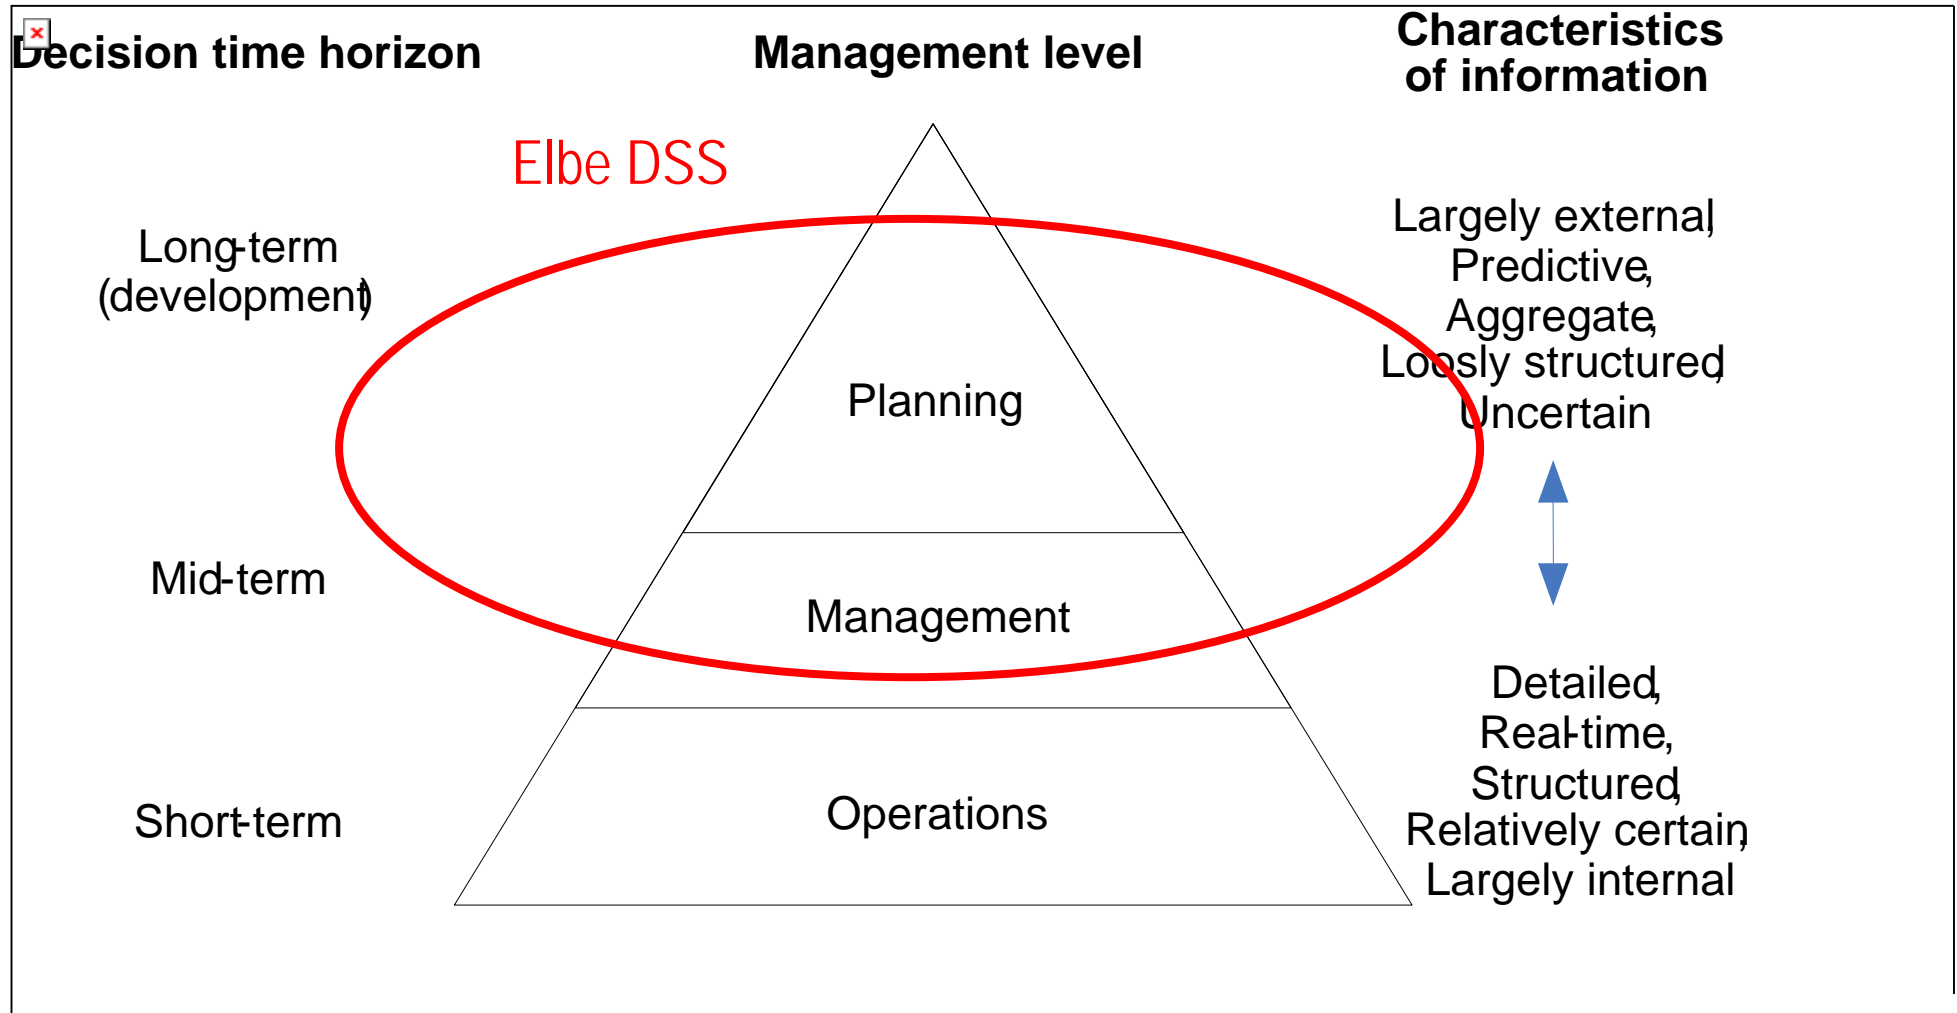 Decision time horizon
Management level
Characteristics
of information
Elbe DSS
Long-term
(development)
Largely external,
Predictive,
Aggregate,
Loosly structured,
Uncertain
Planning
Mid-term
Management
Detailed,
Real-time,
Structured,
Relatively certain,
Largely internal
Short-term
Operations